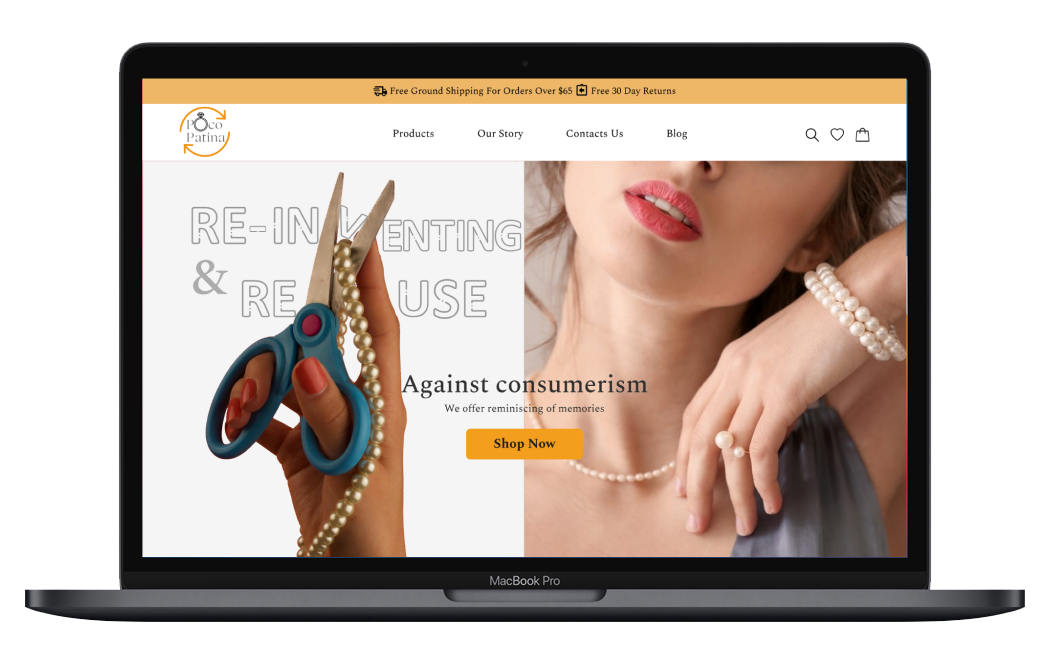 Free Ground Shipping For Orders Over $65 Free 30 Day Returns
Poco
Patina
Products Our Story Contacts Us Blog
RE-INVENTING
& RE USE
Against consumerism
We offer reminiscing of memories
Shop Now
MacBook Pro